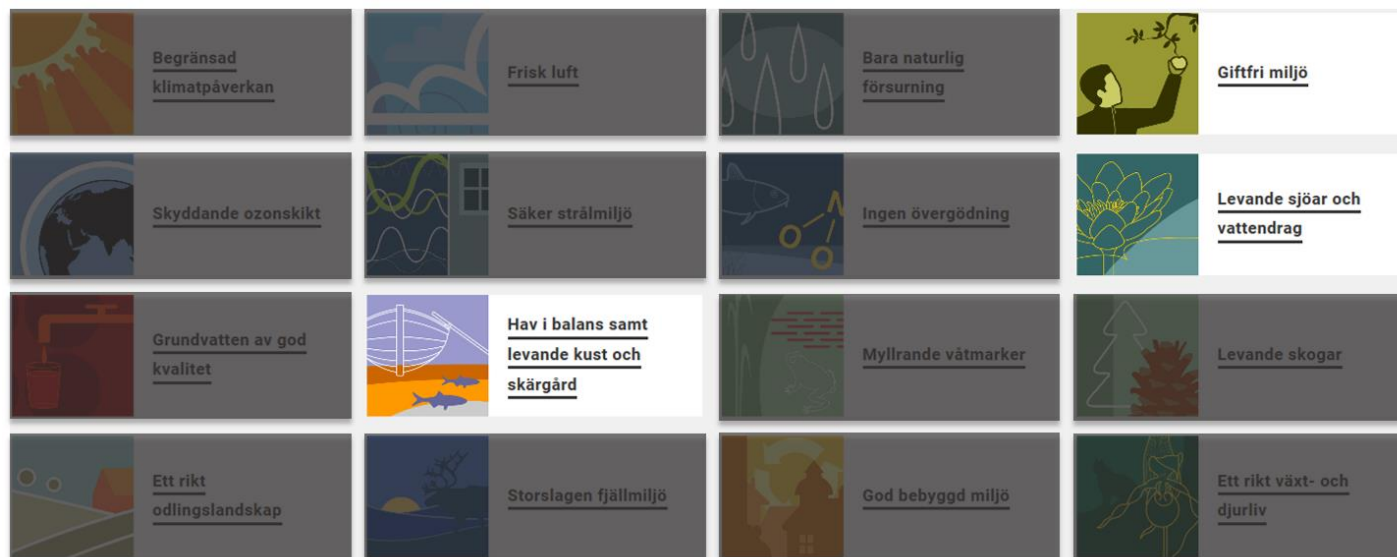 Begränsad
klimatpåverkan
Frisk luft
Bara naturlig
försurning
Giftfri miljö
Skyddande ozonskikt
Säker strålmiljö
Ingen övergödning
Levande sjöar och
vattendrag
Grundvatten av god
kvalitet
Hav i balans samt
levande kust och
skärgård
Myllrande våtmarker
Levande skogar
Ett rikt
odlingslandskap
Storslagen fjällmiljö
God bebyggd miljö
Ett rikt växt- och
djurliv